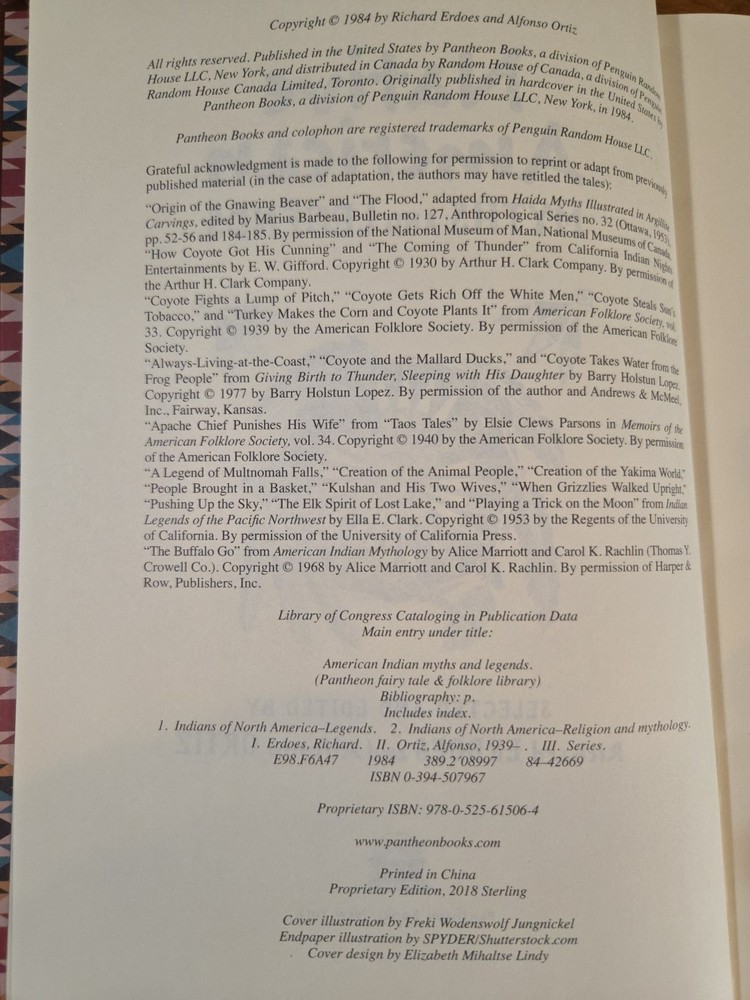 Copyright © 1984 by Richard Erdoes and Alfonso Ortiz
All rights reserved. Published in the United States by Pantheon Books, a division of Penguin Random
House LLC, New York, and distributed in Canada by Random House of Canada, a division of Penguin
Random House Canada Limited, Toronto. Originally published in hardcover in the United States by
Pantheon Books, a division of Penguin Random House LLC, New York, in 1984.
Pantheon Books and colophon are registered trademarks of Penguin Random House LLC.
Grateful acknowledgment is made to the following for permission to reprint or adapt from previously
published material (in the case of adaptation, the authors may have retitled the tales):
“Origin of the Gnawing Beaver” and “The Flood,” adapted from Haida Myths Illustrated in Argillite
Carvings, edited by Marius Barbeau, Bulletin no. 127, Anthropological Series no. 32 (Ottawa, 1953),
pp. 52-56 and 184-185. By permission of the National Museum of Man, National Museums of Canada.
“How Coyote Got His Cunning” and “The Coming of Thunder” from California Indian Nights
Entertainments by E. W. Gifford. Copyright © 1930 by Arthur H. Clark Company. By permission of
the Arthur H. Clark Company.
“Coyote Fights a Lump of Pitch,” “Coyote Gets Rich Off the White Men,” “Coyote Steals Sun's
Tobacco,” and “Turkey Makes the Corn and Coyote Plants It” from American Folklore Society, vol.
33. Copyright © 1939 by the American Folklore Society. By permission of the American Folklore
Society.
“Always-Living-at-the-Coast,” “Coyote and the Mallard Ducks,” and “Coyote Takes Water from the
Frog People” from Giving Birth to Thunder, Sleeping with His Daughter by Barry Holstun Lopez.
Copyright © 1977 by Barry Holstun Lopez. By permission of the author and Andrews & McMeel,
Inc., Fairway, Kansas.
“Apache Chief Punishes His Wife” from “Taos Tales” by Elsie Clews Parsons in Memoirs of the
American Folklore Society, vol. 34. Copyright © 1940 by the American Folklore Society. By permission
of the American Folklore Society.
“A Legend of Multnomah Falls,” “Creation of the Animal People,” “Creation of the Yakima World,”
“People Brought in a Basket,” “Kulshan and His Two Wives,” “When Grizzlies Walked Upright,”
“Pushing Up the Sky,” “The Elk Spirit of Lost Lake,” and “Playing a Trick on the Moon” from Indian
Legends of the Pacific Northwest by Ella E. Clark. Copyright © 1953 by the Regents of the University
of California. By permission of the University of California Press.
“The Buffalo Go” from American Indian Mythology by Alice Marriott and Carol K. Rachlin (Thomas Y.
Crowell Co.). Copyright © 1968 by Alice Marriott and Carol K. Rachlin. By permission of Harper &
Row, Publishers, Inc.
Library of Congress Cataloging in Publication Data
Main entry under title:
American Indian myths and legends.
(Pantheon fairy tale & folklore library)
Bibliography: p.
Includes index.
1. Indians of North America–Legends. 2. Indians of North America–Religion and mythology.
I. Erdoes, Richard. II. Ortiz, Alfonso, 1939– . III. Series.
E98.F6A47 1984 389.2'08997 84–42669
ISBN 0-394-507967
Proprietary ISBN: 978-0-525-61506-4
www.pantheonbooks.com
Printed in China
Proprietary Edition, 2018 Sterling
Cover illustration by Freki Wodenswolf Jungnickel
Endpaper illustration by SPYDER/Shutterstock.com
Cover design by Elizabeth Mihaltse Lindy